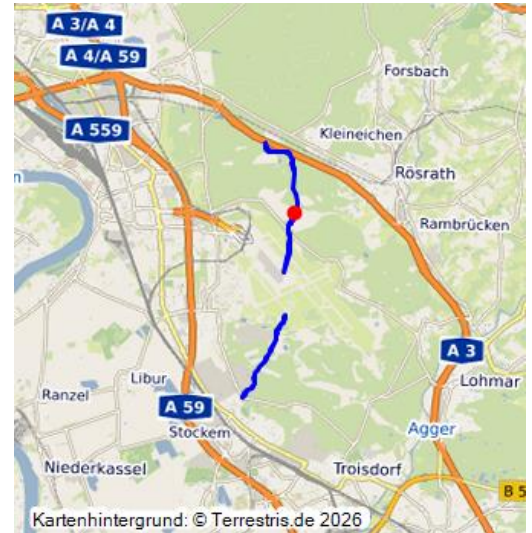 A 3/A 4
A 4/A 59
Forsbach
A 559
Kleineichen
Rösrath
Rambrücken
A 3
Libur
Lohmar
Ranzel
A 59
Stockem
Agger
Niederkassel
Troisdorf
B 5
Kartenhintergrund: © Terrestris.de 2026